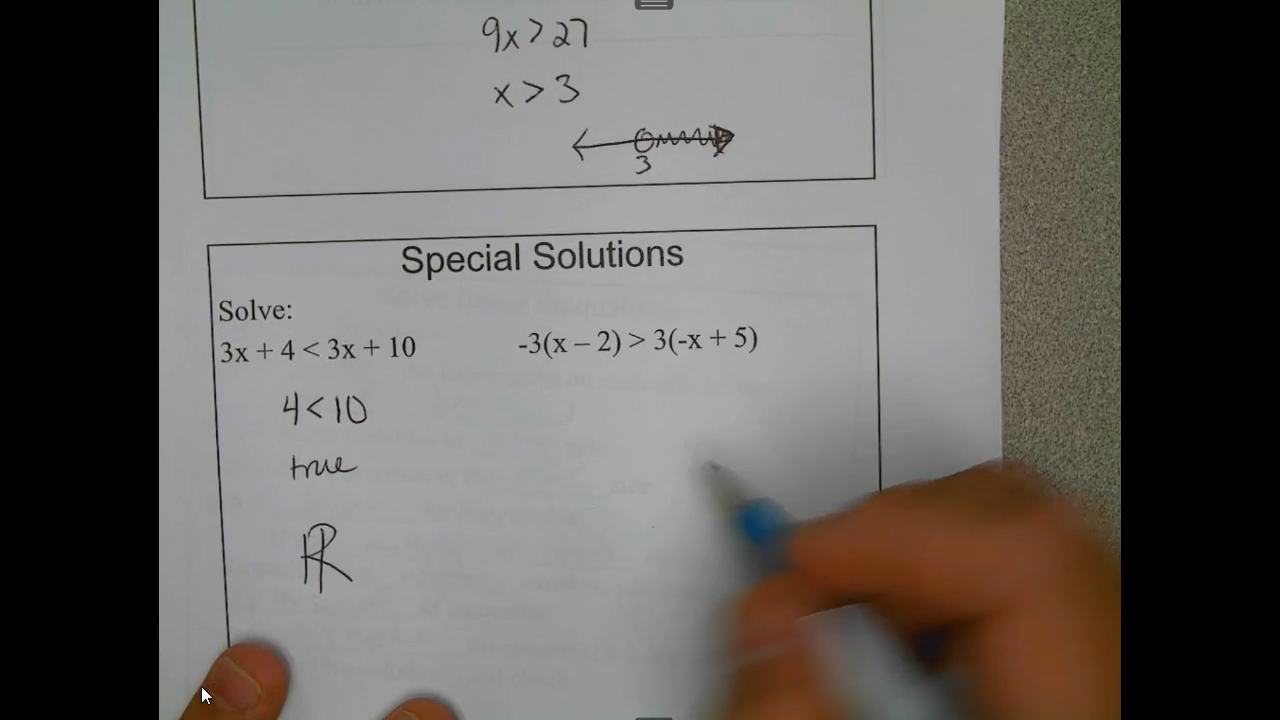 9x > 27
x > 3
3
Special Solutions
Solve:
3x + 4 < 3x + 10
-3(x – 2) > 3(-x + 5)
4 < 10
true
ℝ